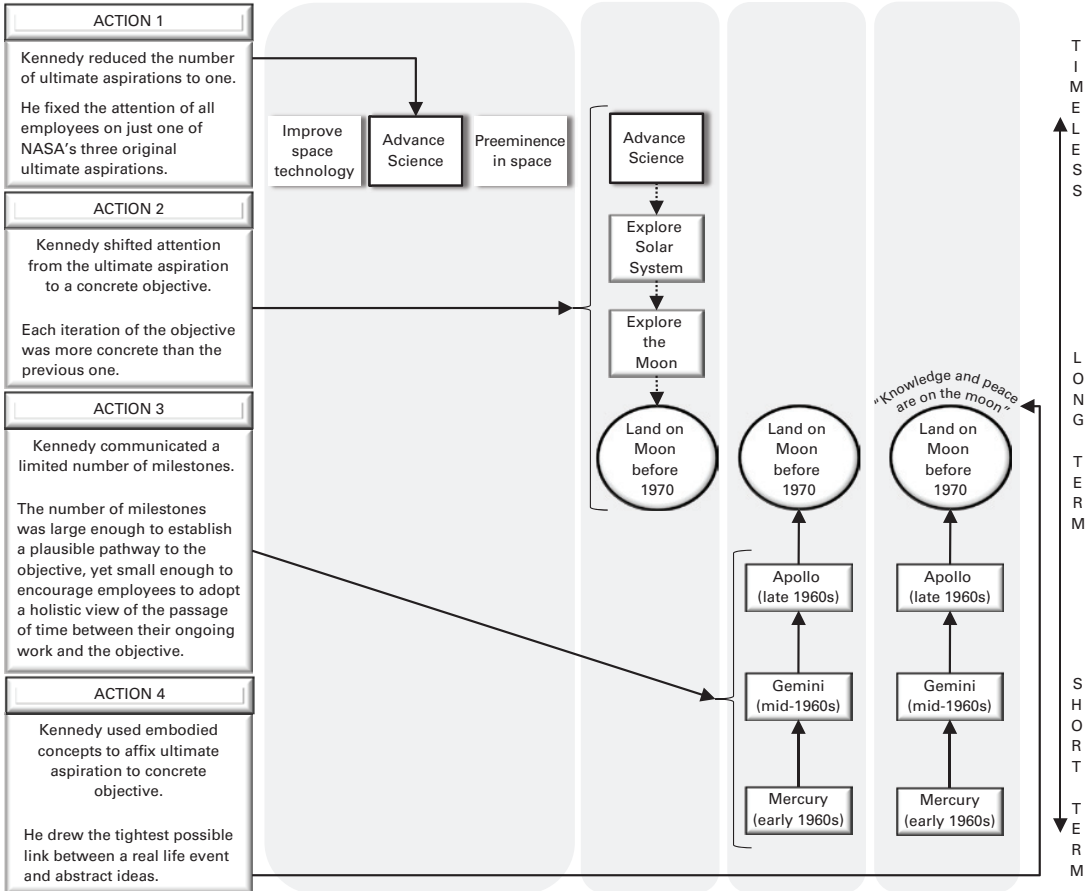 ACTION 1
Kennedy reduced the number
of ultimate aspirations to one.
He fixed the attention of all
employees on just one of
NASA's three original
ultimate aspirations.
ACTION 2
Kennedy shifted attention
from the ultimate aspiration
to a concrete objective.
Each iteration of the objective
was more concrete than the
previous one.
ACTION 3
Kennedy communicated a
limited number of milestones.
The number of milestones
was large enough to establish
a plausible pathway to the
objective, yet small enough to
encourage employees to adopt
a holistic view of the passage
of time between their ongoing
work and the objective.
ACTION 4
Kennedy used embodied
concepts to affix ultimate
aspiration to concrete
objective.
He drew the tightest possible
link between a real life event
and abstract ideas.
Improve
space
technology
Advance
Science
Preeminence
in space
Advance
Science
Explore
Solar
System
Explore
the
Moon
Land on
Moon
before
1970
Land on
Moon
before
1970
Apollo
(late 1960s)
Gemini
(mid-1960s)
Mercury
(early 1960s)
"Knowledge and peace
are on the moon"
Land on
Moon
before
1970
Apollo
(late 1960s)
Gemini
(mid-1960s)
Mercury
(early 1960s)
TIMELESS
LONG TERM
SHORT TERM